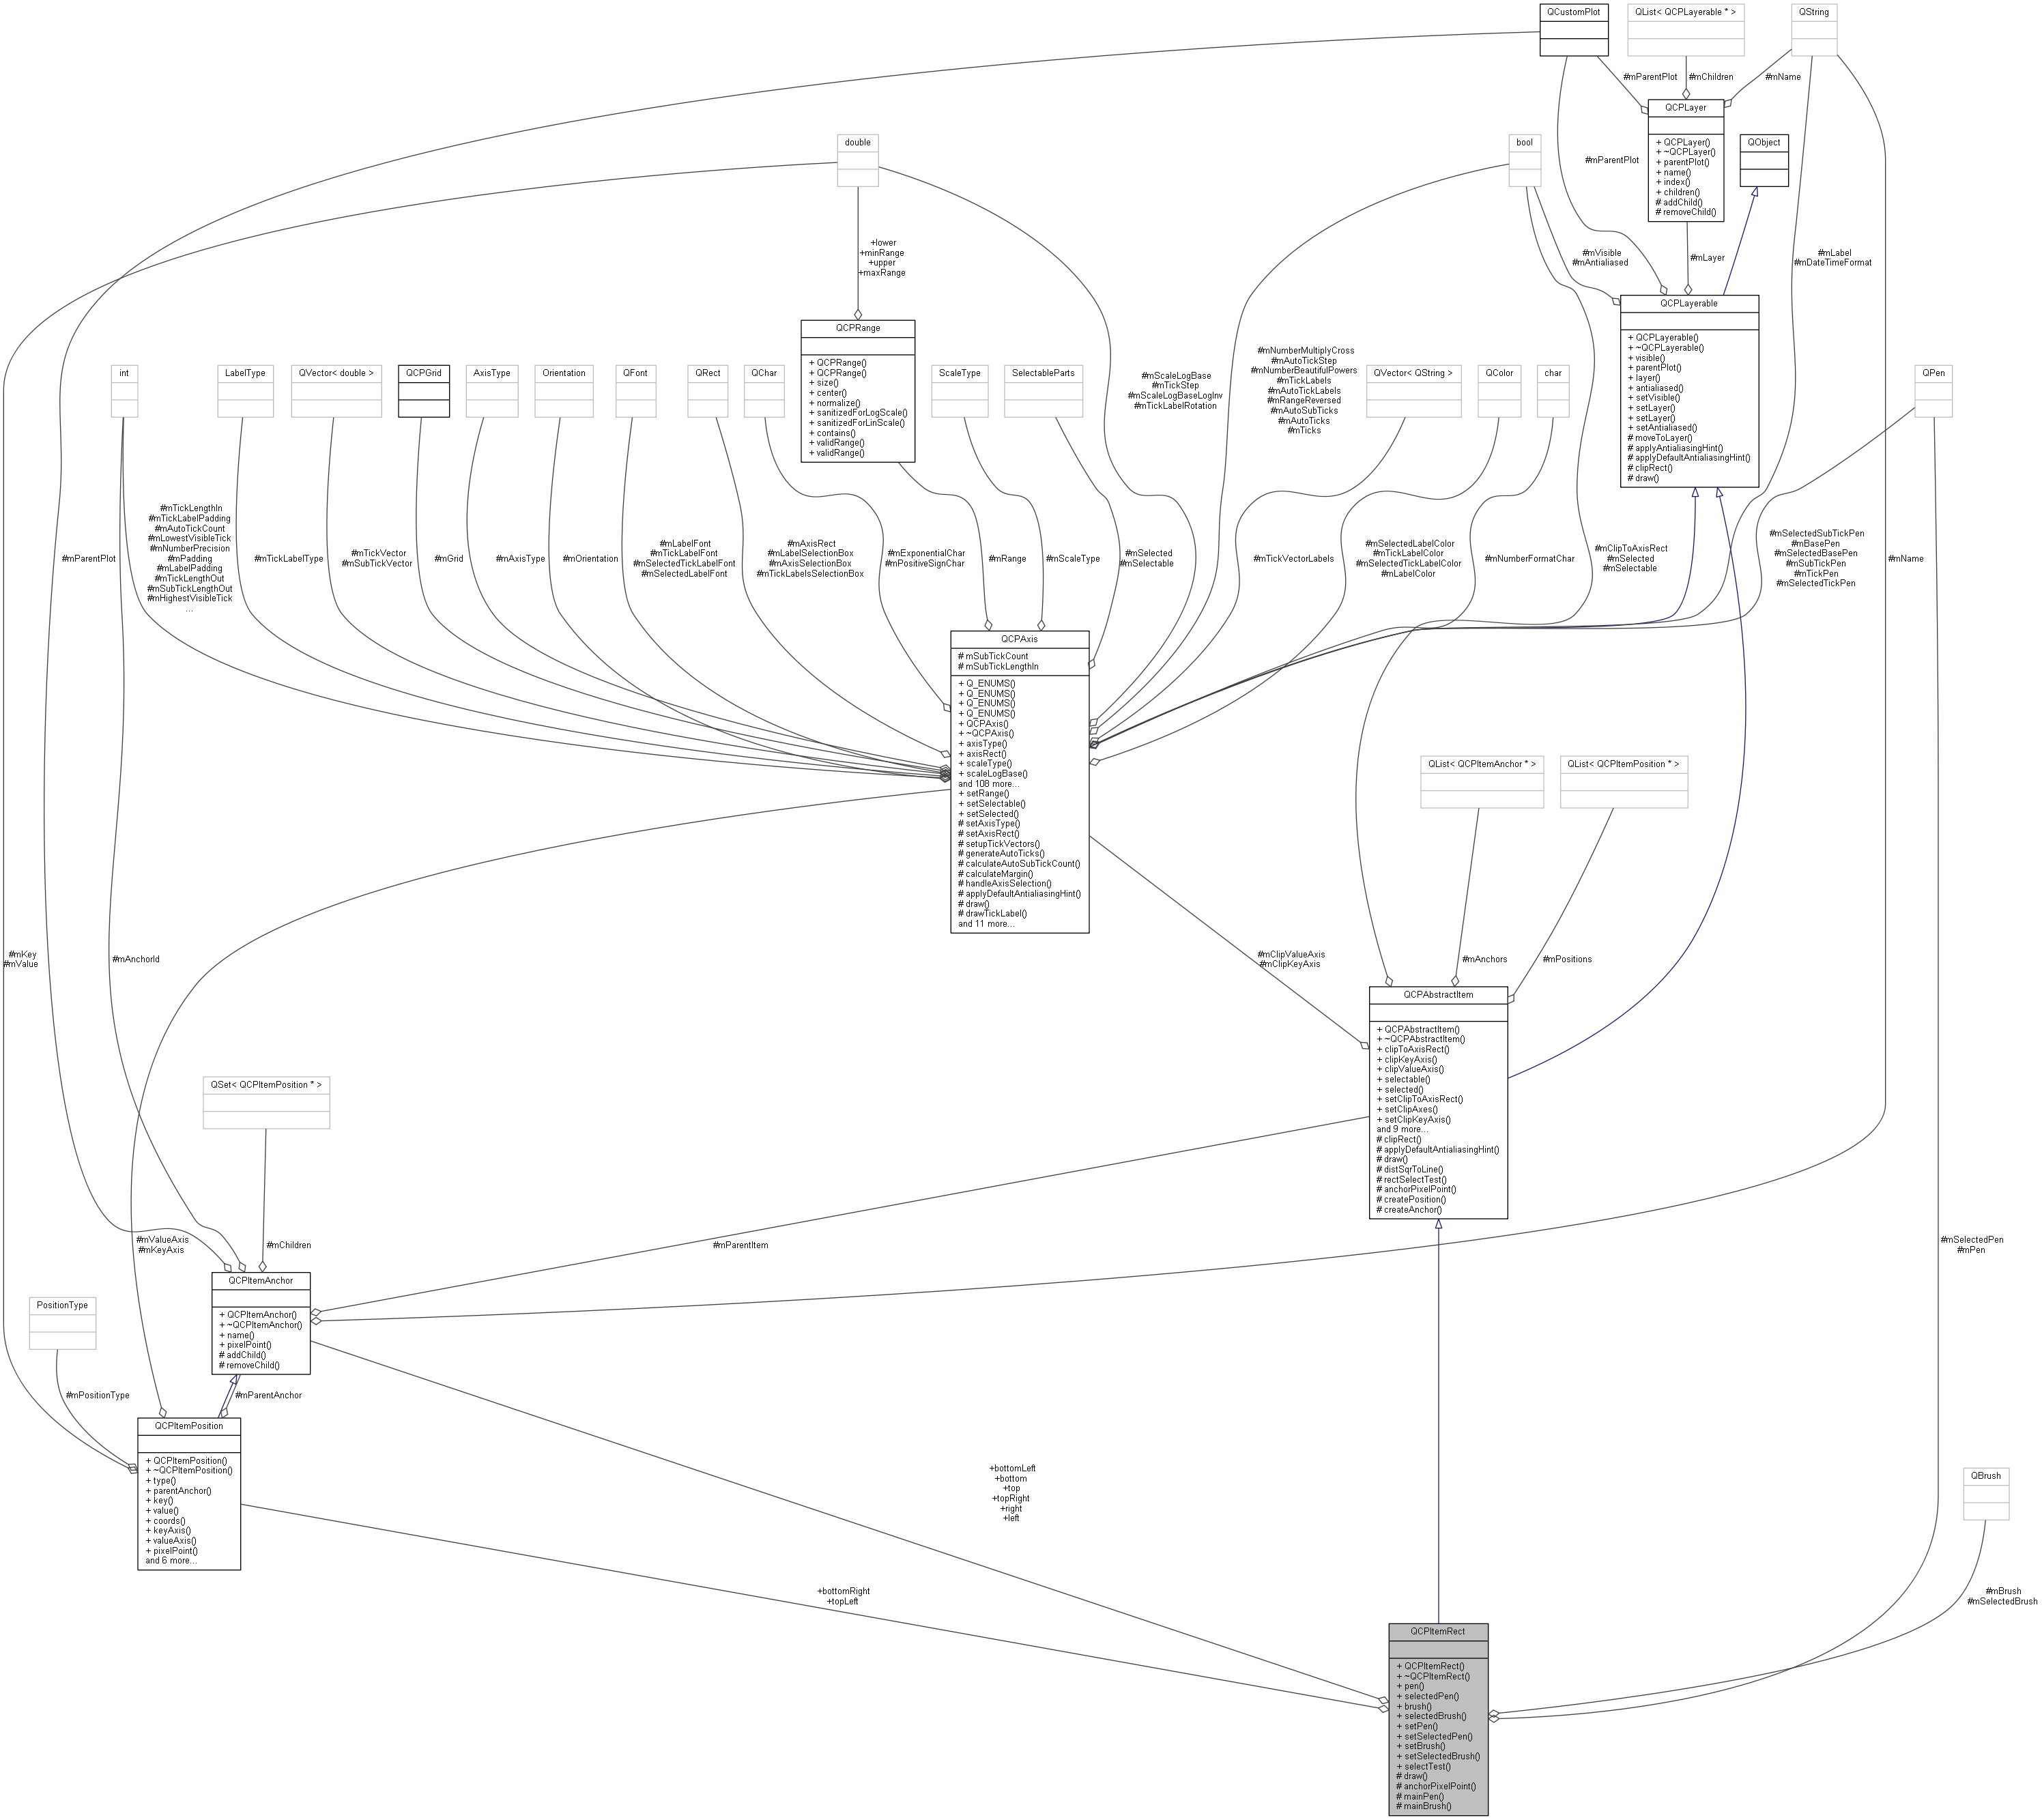 QCustomPlot
QList< QCPLayerable * >
QString
#mParentPlot
#mChildren
#mName
QCPLayer
+ QCPLayer()
+ ~QCPLayer()
+ parentPlot()
+ name()
+ index()
+ children()
# addChild()
# removeChild()
QObject
double
bool
#mParentPlot
+lower
+minRange
+upper
+maxRange
#mVisible
#mAntialiased
#mLayer
#mLabel
#mDateTimeFormat
QCPLayerable
+ QCPLayerable()
+ ~QCPLayerable()
+ visible()
+ parentPlot()
+ layer()
+ antialiased()
+ setVisible()
+ setLayer()
+ setLayer()
+ setAntialiased()
# moveToLayer()
# applyAntialiasingHint()
# applyDefaultAntialiasingHint()
# clipRect()
# draw()
QCPRange
+ QCPRange()
+ QCPRange()
+ size()
+ center()
+ normalize()
+ sanitizedForLogScale()
+ sanitizedForLinScale()
+ contains()
+ validRange()
+ validRange()
int
LabelType
QVector< double >
QCPGrid
AxisType
Orientation
QFont
QRect
QChar
ScaleType
SelectableParts
#mScaleLogBase
#mTickStep
#mScaleLogBaseLogInv
#mTickLabelRotation
#mNumberMultiplyCross
#mAutoTickStep
#mNumberBeautifulPowers
#mTickLabels
#mAutoTickLabels
#mRangeReversed
#mAutoSubTicks
#mAutoTicks
#mTicks
QVector< QString >
QColor
char
QPen
#mParentPlot
#mTickLengthIn
#mTickLabelPadding
#mAutoTickCount
#mLowestVisibleTick
#mNumberPrecision
#mPadding
#mLabelPadding
#mTickLengthOut
#mSubTickLengthOut
#mHighestVisibleTick
...
#mTickLabelType
#mTickVector
#mSubTickVector
#mGrid
#mAxisType
#mOrientation
#mLabelFont
#mTickLabelFont
#mSelectedTickLabelFont
#mSelectedLabelFont
#mAxisRect
#mLabelSelectionBox
#mAxisSelectionBox
#mTickLabelsSelectionBox
#mExponentialChar
#mPositiveSignChar
#mRange
#mScaleType
#mSelected
#mSelectable
#mTickVectorLabels
#mSelectedLabelColor
#mTickLabelColor
#mSelectedTickLabelColor
#mLabelColor
#mNumberFormatChar
#mClipToAxisRect
#mSelected
#mSelectable
#mSelectedSubTickPen
#mBasePen
#mSelectedBasePen
#mSubTickPen
#mTickPen
#mSelectedTickPen
#mName
QCPAxis
# mSubTickCount
# mSubTickLengthIn
+ Q_ENUMS()
+ Q_ENUMS()
+ Q_ENUMS()
+ Q_ENUMS()
+ QCPAxis()
+ ~QCPAxis()
+ axisType()
+ axisRect()
+ scaleType()
+ scaleLogBase()
and 108 more...
+ setRange()
+ setSelectable()
+ setSelected()
# setAxisType()
# setAxisRect()
# setupTickVectors()
# generateAutoTicks()
# calculateAutoSubTickCount()
# calculateMargin()
# handleAxisSelection()
# applyDefaultAntialiasingHint()
# draw()
# drawTickLabel()
and 11 more...
QList< QCPItemAnchor * >
QList< QCPItemPosition * >
#mKey
#mValue
#mAnchorId
#mClipValueAxis
#mClipKeyAxis
#mAnchors
#mPositions
QCPAbstractItem
+ QCPAbstractItem()
+ ~QCPAbstractItem()
+ clipToAxisRect()
+ clipKeyAxis()
+ clipValueAxis()
+ selectable()
+ selected()
+ setClipToAxisRect()
+ setClipAxes()
+ setClipKeyAxis()
and 9 more...
# clipRect()
# applyDefaultAntialiasingHint()
# draw()
# distSqrToLine()
# rectSelectTest()
# anchorPixelPoint()
# createPosition()
# createAnchor()
QSet< QCPItemPosition * >
#mValueAxis
#mKeyAxis
#mChildren
#mParentItem
#mSelectedPen
#mPen
QCPItemAnchor
+ QCPItemAnchor()
+ ~QCPItemAnchor()
+ name()
+ pixelPoint()
# addChild()
# removeChild()
PositionType
#mPositionType
#mParentAnchor
QCPItemPosition
+ QCPItemPosition()
+ ~QCPItemPosition()
+ type()
+ parentAnchor()
+ key()
+ value()
+ coords()
+ keyAxis()
+ valueAxis()
+ pixelPoint()
and 6 more...
+bottomLeft
+bottom
+top
+topRight
+right
+left
QBrush
+bottomRight
+topLeft
#mBrush
#mSelectedBrush
QCPItemRect
+ QCPItemRect()
+ ~QCPItemRect()
+ pen()
+ selectedPen()
+ brush()
+ selectedBrush()
+ setPen()
+ setSelectedPen()
+ setBrush()
+ setSelectedBrush()
+ selectTest()
# draw()
# anchorPixelPoint()
# mainPen()
# mainBrush()